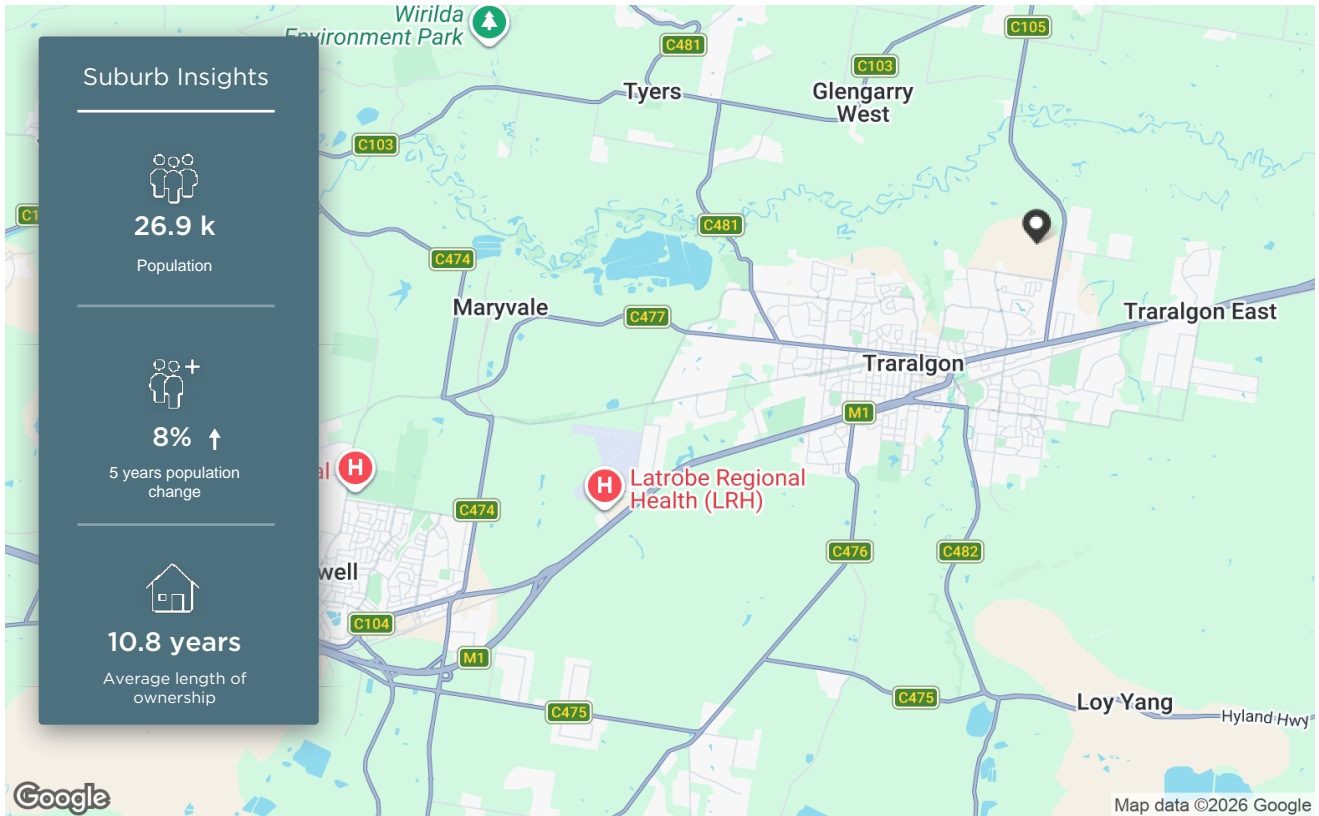 Suburb Insights
26.9 k
Population
8%
5 years population
change
10.8 years
Average length of
ownership
Wirilda
Environment Park
C481
C105
C103
Tyers
Glengarry
West
C103
C481
C474
Maryvale
C477
Traralgon East
Traralgon
M1
H
H
Latrobe Regional
Health (LRH)
C474
C476
C482
well
C104
M1
C475
C475
Loy Yang
Hyland Hwy
Google
Map data ©2026 Google